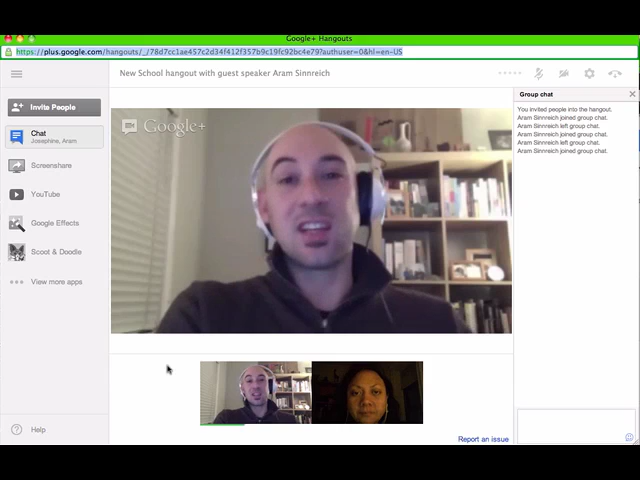 Google+ Hangouts
https://plus.google.com/hangouts/_/78d7cc1ae457c2d34f412f357b9c19fc92bc4e79?authuser=0&hl=en-US
New School hangout with guest speaker Aram Sinnreich
Invite People
Chat
Josephine, Aram
Screenshare
YouTube
Google Effects
Scoot & Doodle
View more apps
Help
Google+
Report an issue
Group chat
You invited people into the hangout.
Aram Sinnreich joined group chat.
Aram Sinnreich left group chat.
Aram Sinnreich joined group chat.
Aram Sinnreich left group chat.
Aram Sinnreich joined group chat.